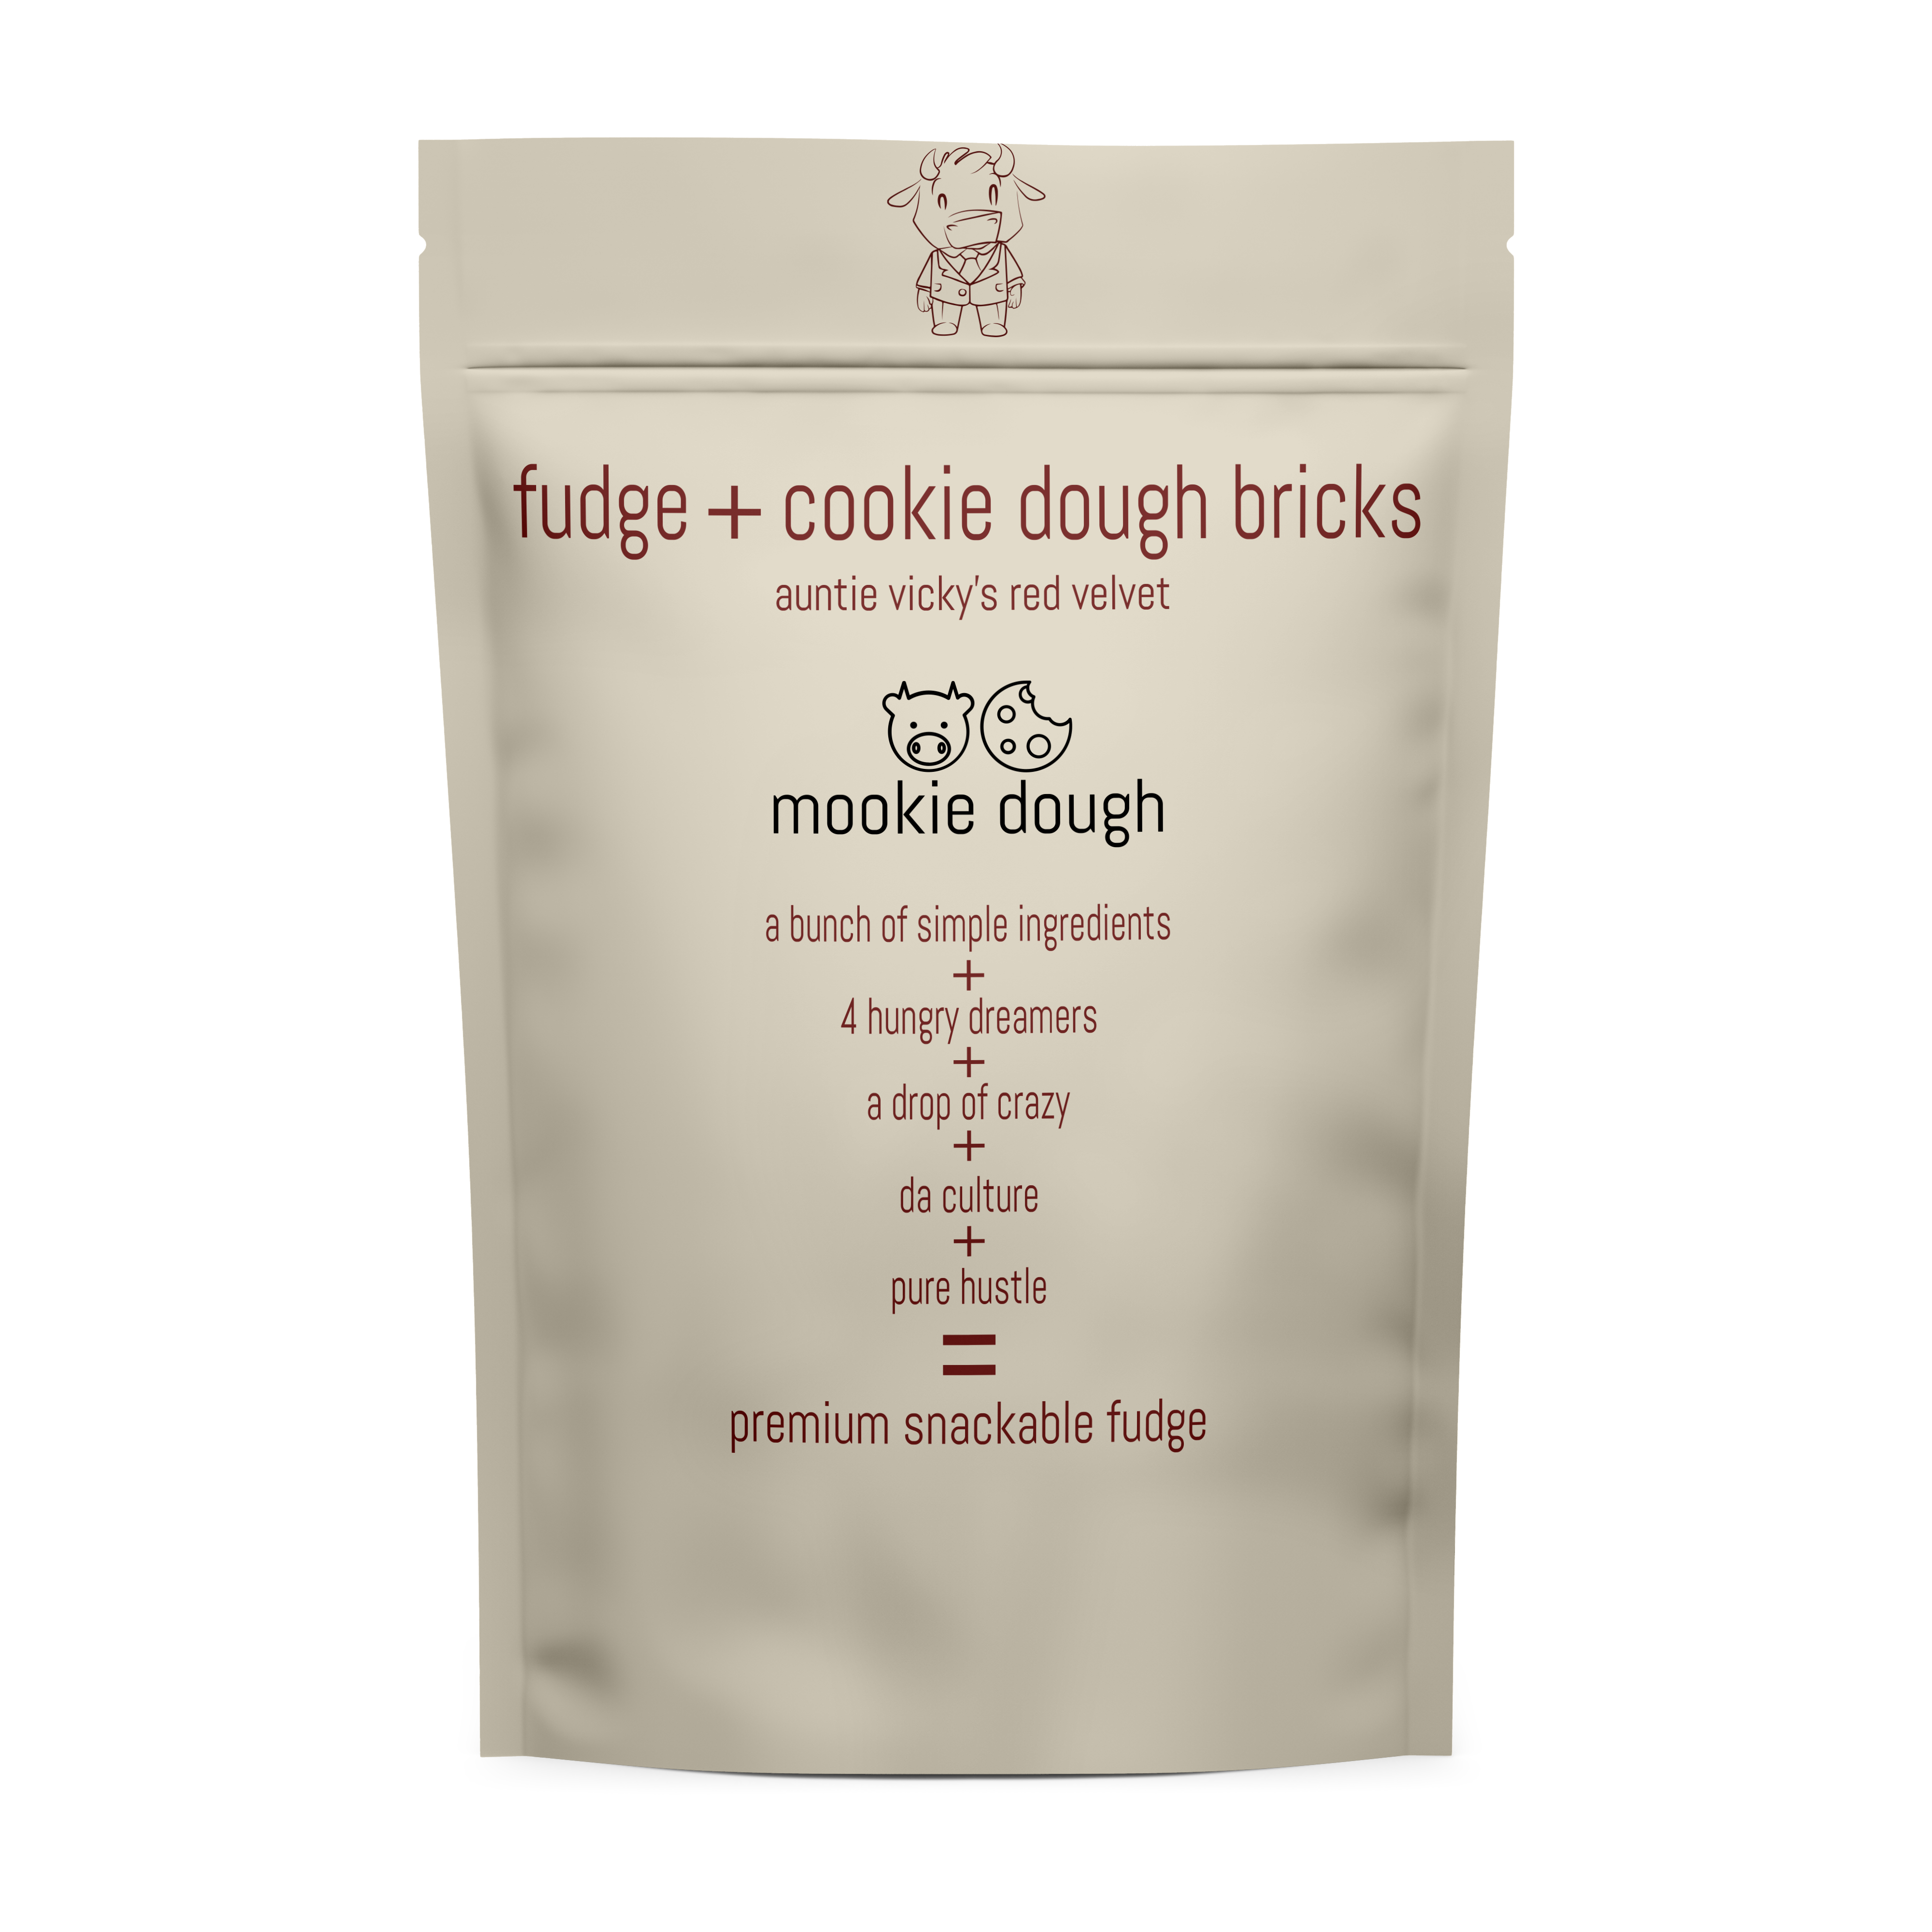 fudge + cookie dough bricks
auntie vicky's red velvet
mookie dough
a bunch of simple ingredients
+
4 hungry dreamers
+
a drop of crazy
+
da culture
+
pure hustle
=
premium snackable fudge